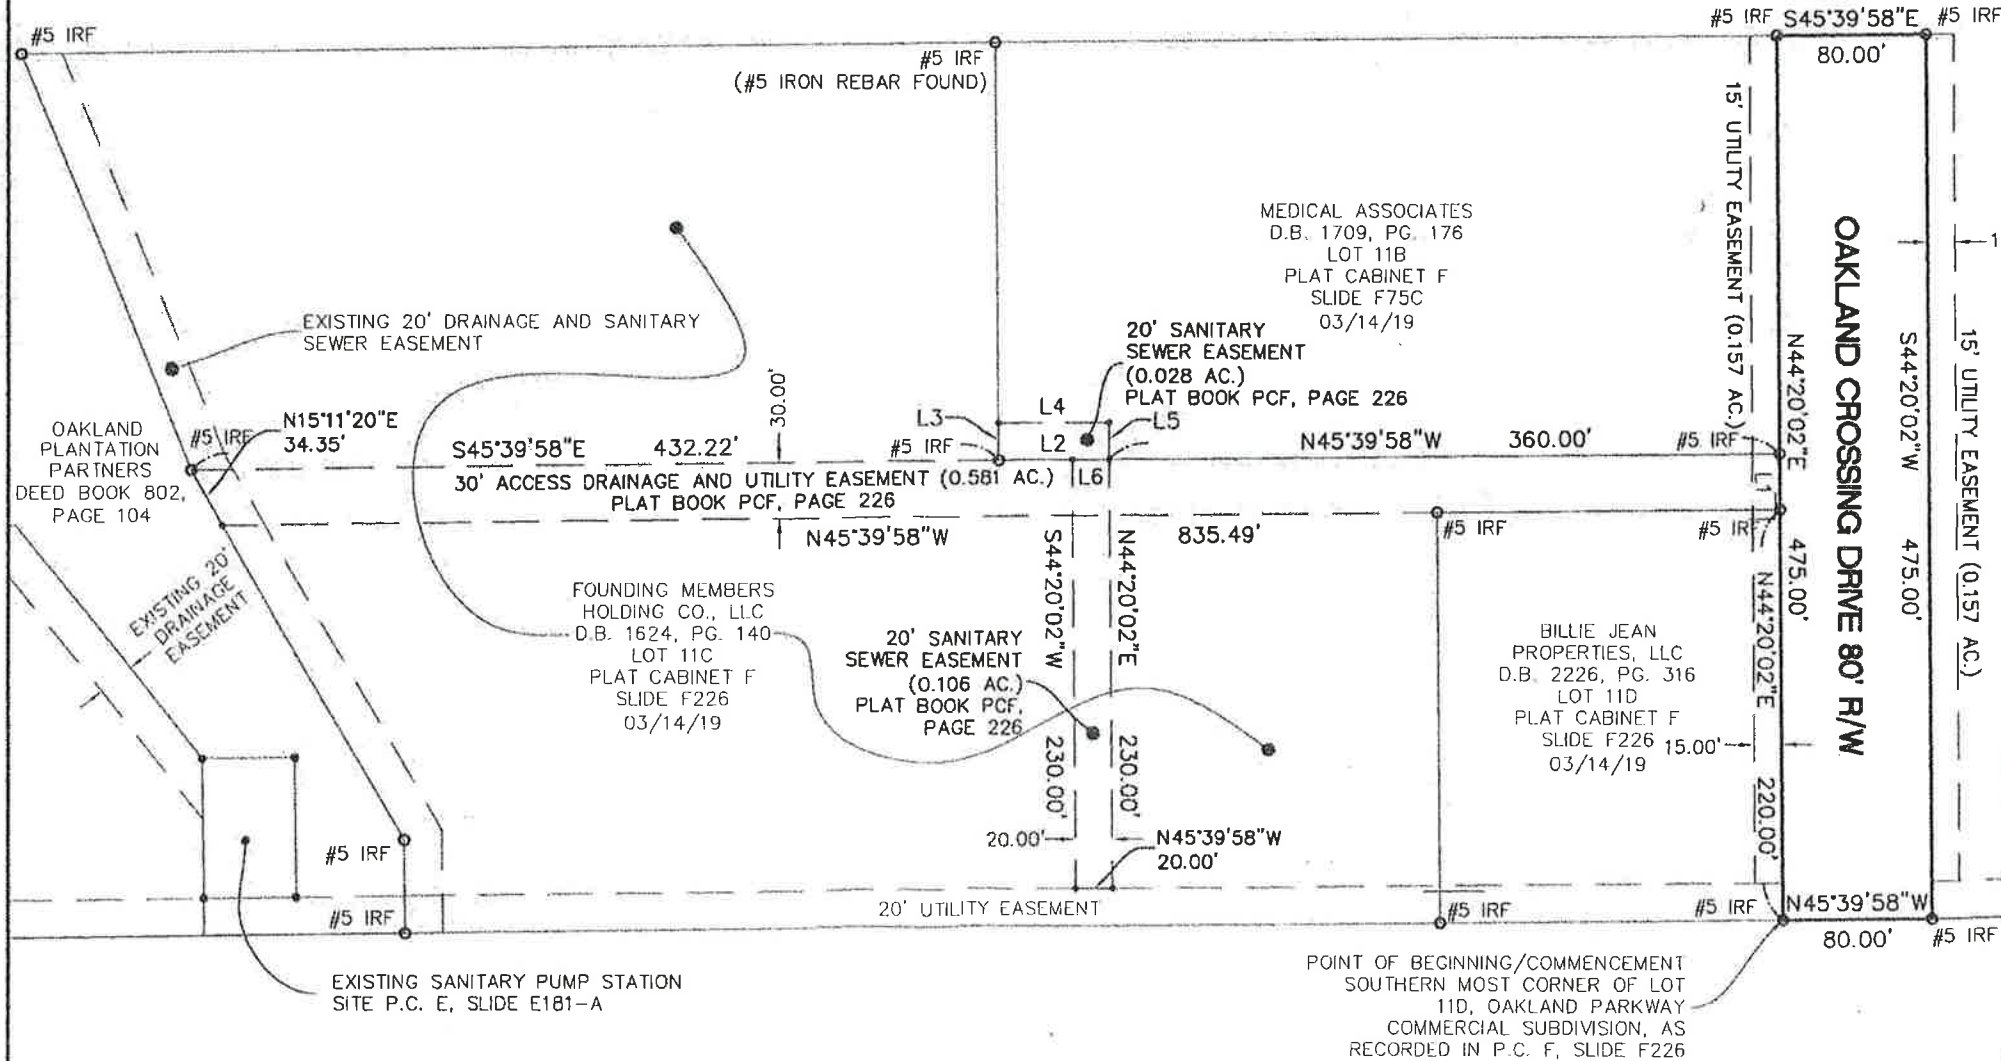 #5 IRF
#5 IRF
(#5 IRON REBAR FOUND)
#5 IRF
S45°39'58"E
#5 IRF
80.00'
15' UTILITY EASEMENT (0.157 AC.)
MEDICAL ASSOCIATES
D.B. 1709, PG. 176
LOT 11B
PLAT CABINET F
SLIDE F75C
03/14/19
OAKLAND CROSSING DRIVE 80' R/W
1
EXISTING 20' DRAINAGE AND SANITARY
SEWER EASEMENT
20' SANITARY
SEWER EASEMENT
(0.028 AC.)
PLAT BOOK PCF, PAGE 226
N44°20'02"E
475.00'
S44°20'02"W
475.00'
15' UTILITY EASEMENT (0.157 AC.)
30.00'
L3
L4
L5
L2
L6
L1
OAKLAND
PLANTATION
PARTNERS
DEED BOOK 802,
PAGE 104
#5 IRF
N15°11'20"E
34.35'
S45°39'58"E
432.22'
#5 IRF
N45°39'58"W
360.00'
#5 IRF
30' ACCESS DRAINAGE AND UTILITY EASEMENT (0.581 AC.)
PLAT BOOK PCF, PAGE 226
N45°39'58"W
835.49'
#5 IRF
#5 IRF
EXISTING 20'
DRAINAGE
EASEMENT
FOUNDING MEMBERS
HOLDING CO., LLC
D.B. 1624, PG. 140
LOT 11C
PLAT CABINET F
SLIDE F226
03/14/19
20' SANITARY
SEWER EASEMENT
(0.106 AC.)
PLAT BOOK PCF,
PAGE 226
S44°20'02"W
230.00'
N44°20'02"E
230.00'
BILLIE JEAN
PROPERTIES, LLC
D.B. 2226, PG. 316
LOT 11D
PLAT CABINET F
SLIDE F226
03/14/19
15.00'
N44°20'02"E
220.00'
20.00'
N45°39'58"W
20.00'
#5 IRF
#5 IRF
20' UTILITY EASEMENT
#5 IRF
#5 IRF
N45°39'58"W
80.00'
#5 IRF
EXISTING SANITARY PUMP STATION
SITE P.C. E, SLIDE E181-A
POINT OF BEGINNING/COMMENCEMENT
SOUTHERN MOST CORNER OF LOT
11D, OAKLAND PARKWAY
COMMERCIAL SUBDIVISION, AS
RECORDED IN P.C. F, SLIDE F226